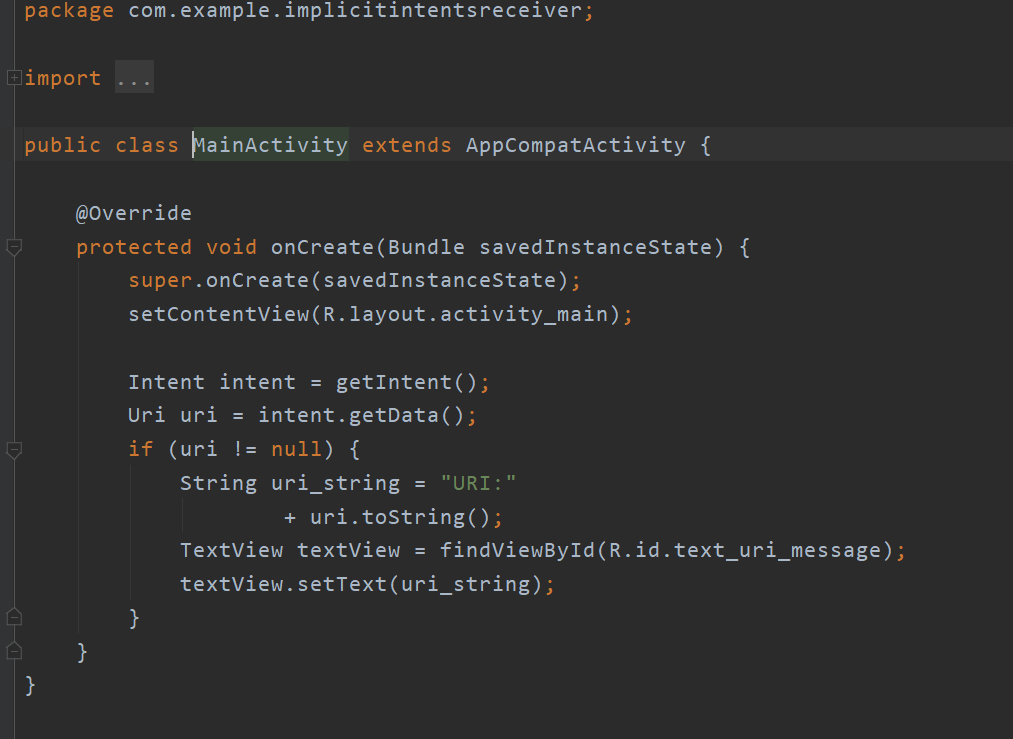 package com.example.implicitintentsreceiver;
import ...
public class MainActivity extends AppCompatActivity {
@Override
protected void onCreate(Bundle savedInstanceState) {
super.onCreate(savedInstanceState);
setContentView(R.layout.activity_main);
Intent intent = getIntent();
Uri uri = intent.getData();
if (uri != null) {
String uri_string = "URI:"
+ uri.toString();
TextView textView = findViewById(R.id.text_uri_message);
textView.setText(uri_string);
}
}
}